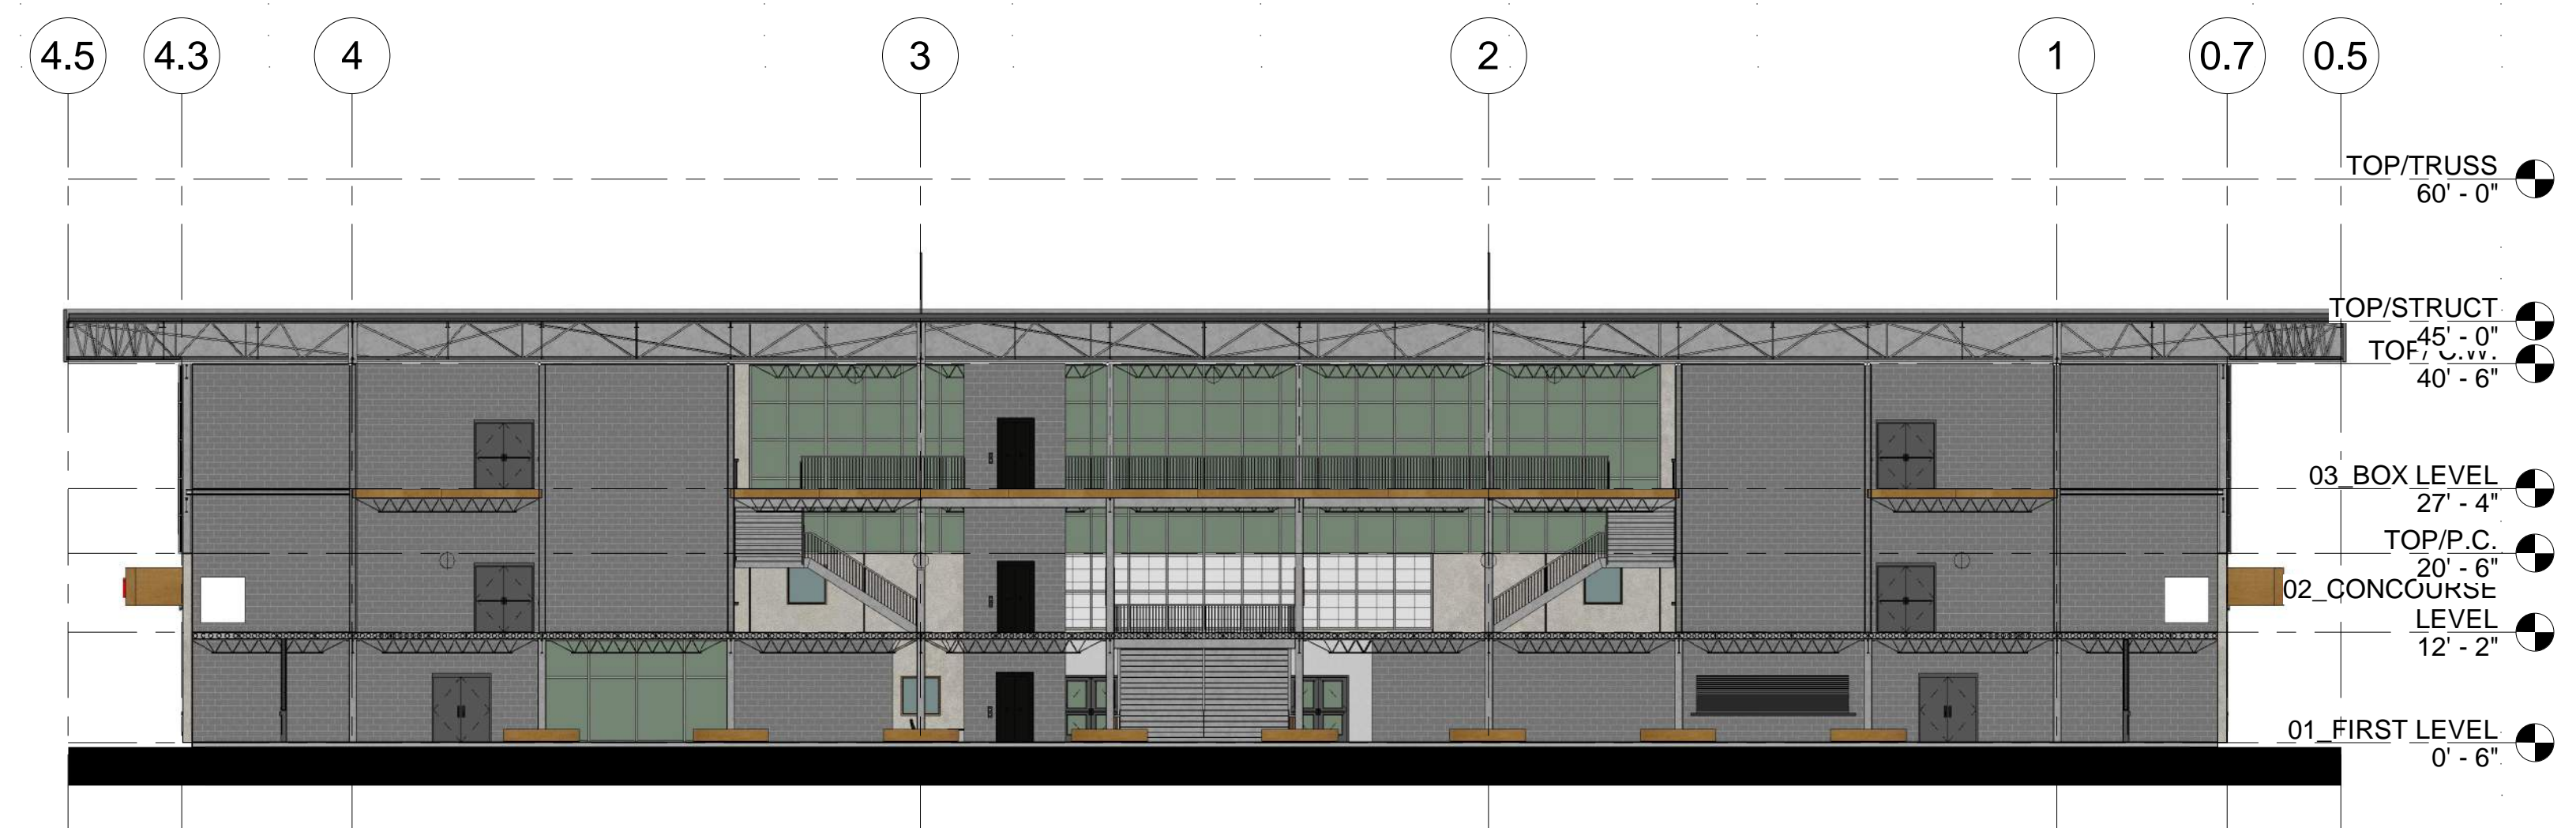 4.5 4.3 4 3 2 1 0.7 0.5
TOP/TRUSS
60' - 0"
TOP/STRUCT
45' - 0"
TOP/ C.W.
40' - 6"
03_BOX LEVEL
27' - 4"
TOP/P.C.
20' - 6"
02_CONCOURSE
LEVEL
12' - 2"
01_FIRST LEVEL
0' - 6"